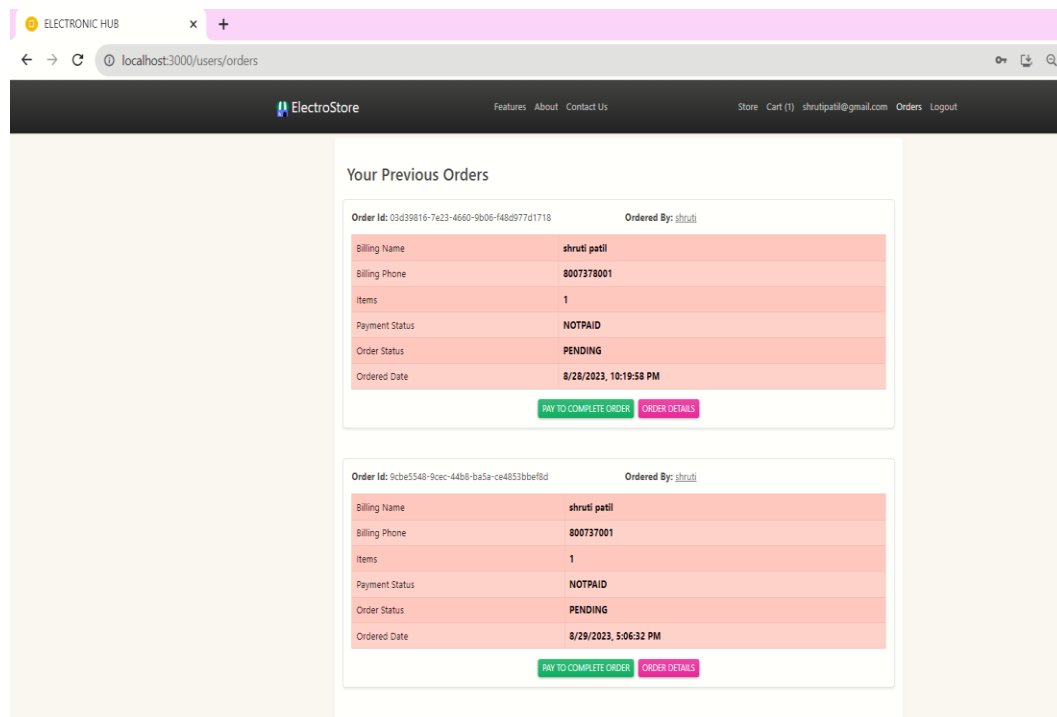 ELECTRONIC HUB
localhost:3000/users/orders
ElectroStore Features About Contact Us Store Cart (1) shrutipatil@gmail.com Orders Logout
Your Previous Orders
Order Id: 03d39816-7e23-4660-9b06-f48d977d1718 Ordered By: shruti
Billing Name shruti patil
Billing Phone 8007378001
Items 1
Payment Status NOTPAID
Order Status PENDING
Ordered Date 8/28/2023, 10:19:58 PM
PAY TO COMPLETE ORDER ORDER DETAILS
Order Id: 9cbe5548-9cec-44b8-ba5a-ce4853bbef8d Ordered By: shruti
Billing Name shruti patil
Billing Phone 800737001
Items 1
Payment Status NOTPAID
Order Status PENDING
Ordered Date 8/29/2023, 5:06:32 PM
PAY TO COMPLETE ORDER ORDER DETAILS